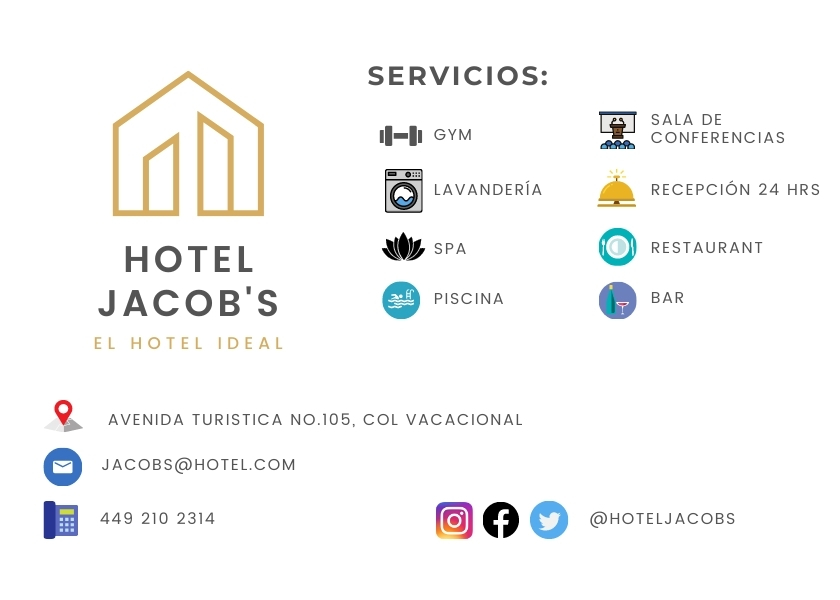 HOTEL
JACOB'S
EL HOTEL IDEAL
SERVICIOS:
GYM
LAVANDERÍA
SPA
PISCINA
SALA DE
CONFERENCIAS
RECEPCIÓN 24 HRS
RESTAURANT
BAR
AVENIDA TURISTICA NO.105, COL VACACIONAL
JACOBS@HOTEL.COM
449 210 2314
@HOTELJACOBS